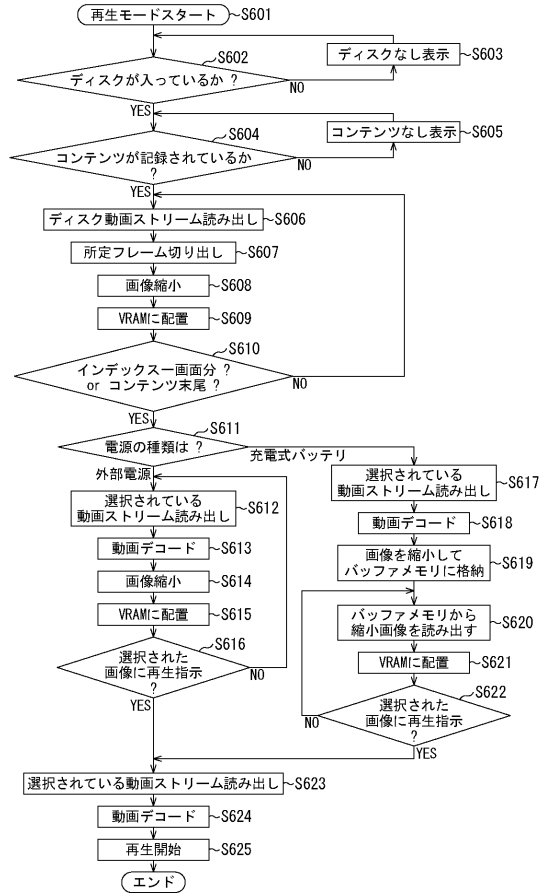 再生モードスタート
S601
S602
ディスクが入っているか ?
NO
YES
ディスクなし表示
S603
S604
コンテンツが記録されているか
?
NO
YES
コンテンツなし表示
S605
ディスク動画ストリーム読み出し
S606
所定フレーム切り出し
S607
画像縮小
S608
VRAMに配置
S609
S610
インデックス一画面分 ?
or コンテンツ末尾 ?
NO
YES
S611
電源の種類は ?
充電式バッテリ
外部電源
選択されている
動画ストリーム読み出し
S612
動画デコード
S613
画像縮小
S614
VRAMに配置
S615
S616
選択された
画像に再生指示
?
NO
YES
選択されている
動画ストリーム読み出し
S617
動画デコード
S618
画像を縮小して
バッファメモリに格納
S619
バッファメモリから
縮小画像を読み出す
S620
VRAMに配置
S621
S622
選択された
画像に再生指示
?
NO
YES
選択されている動画ストリーム読み出し
S623
動画デコード
S624
再生開始
S625
エンド